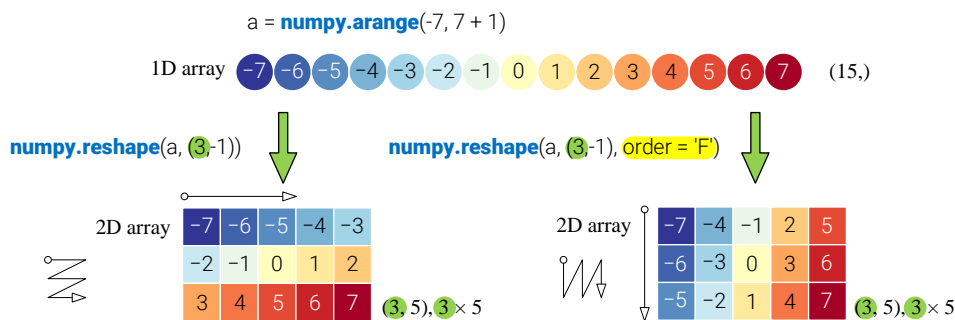 a = numpy.arange(-7, 7 + 1)
1D array −7 −6 −5 −4 −3 −2 −1 0 1 2 3 4 5 6 7 (15,)
numpy.reshape(a, (3,-1))
numpy.reshape(a, (3,-1), order = 'F')
2D array
−7 −6 −5 −4 −3
−2 −1 0 1 2
3 4 5 6 7
(3, 5), 3 × 5
2D array
−7 −4 −1 2 5
−6 −3 0 3 6
−5 −2 1 4 7
(3, 5), 3 × 5